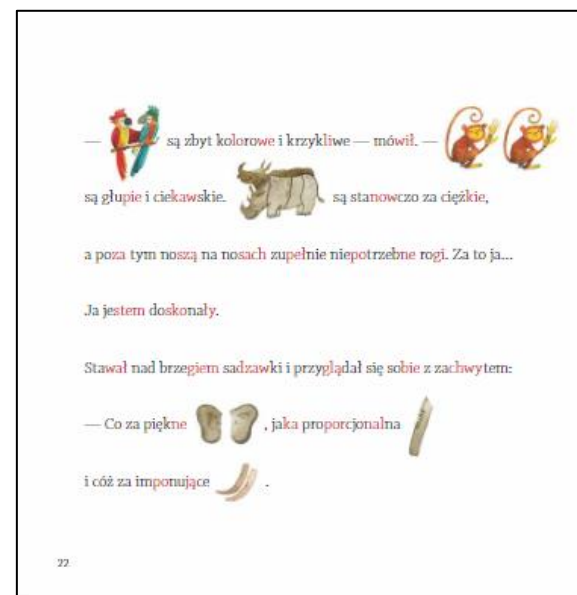 — są zbyt kolorowe i krzykliwe — mówił. —
są głupie i ciekawskie. są stanowczo za ciężkie,
a poza tym noszą na nosach zupełnie niepotrzebne rogi. Za to ja...
Ja jestem doskonały.
Stawał nad brzegiem sadzawki i przyglądał się sobie z zachwytem:
— Co za piękne , jaka proporcjonalna
i cóż za imponujące .
22